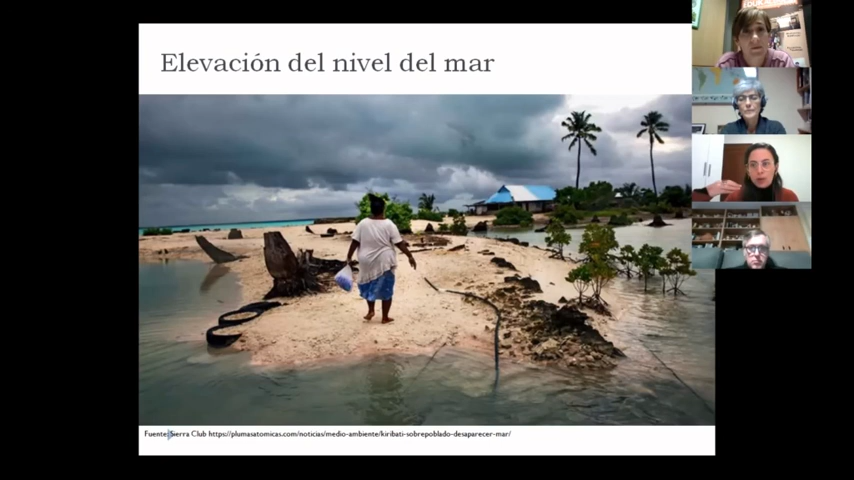 Elevación del nivel del mar
Fuente Sierra Club https://plumasatomicas.com/noticias/medio-ambiente/kiribati-sobrepoblado-desaparecer-mar/